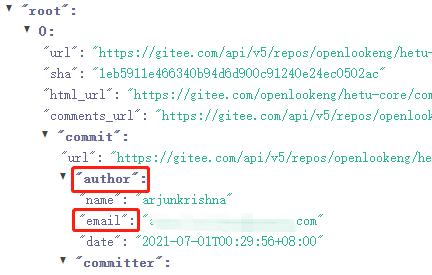 "root":
0:
"url": "https://gitee.com/api/v5/repos/openlookeng/hetu-
"sha": "1eb5911e466340b94d6d900c91240e24ec0502ac"
"html_url": "https://gitee.com/openlookeng/hetu-core/com
"comments_url": "https://gitee.com/api/v5/repos/openlook
"commit":
"url": "https://gitee.com/api/v5/repos/openlookeng/he
"author":
"name": "arjunkrishna"
"email": "a com"
"date": "2021-07-01T00:29:56+08:00"
"committer":